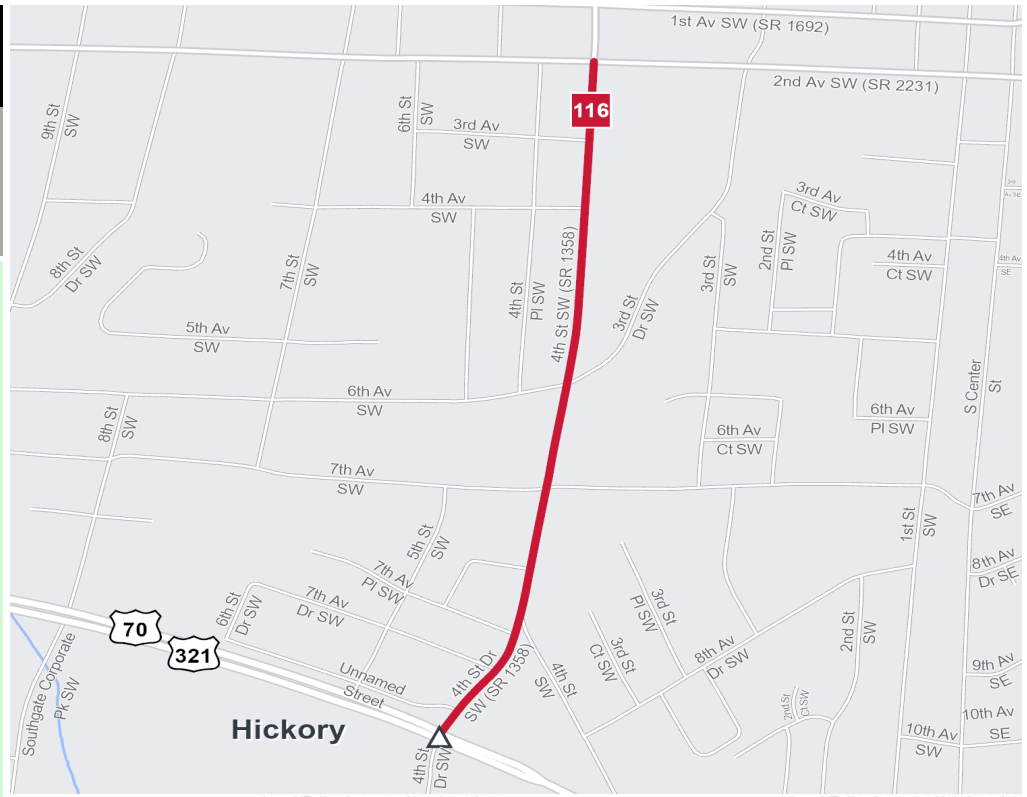 1st Av SW (SR 1692)
2nd Av SW (SR 2231)
116
9th St
SW
6th St
SW
3rd Av
SW
4th Av
SW
3rd Av
Ct SW
2nd St
Pl SW
3rd St
SW
4th Av
Ct SW
4th Av
SE
8th St
Dr SW
7th St
SW
4th St
Pl SW
4th St SW (SR 1358)
3rd St
Dr SW
5th Av
SW
6th Av
SW
S Center
St
6th Av
Pl SW
6th Av
Ct SW
8th St
SW
7th Av
SW
7th Av
SE
1st St
SW
5th St
SW
8th Av
Dr SE
7th Av
Pl SW
7th Av
Dr SW
6th St
Dr SW
3rd St
Pl SW
3rd St
Ct SW
2nd St
SW
8th Av
Dr SW
70
321
Unnamed
Street
4th St Dr
SW (SR 1358)
4th St
SW
9th Av
SE
Southgate Corporate
Pk SW
2nd St
Ct SW
10th Av
SE
10th Av
SW
Hickory
4th St
Dr SW